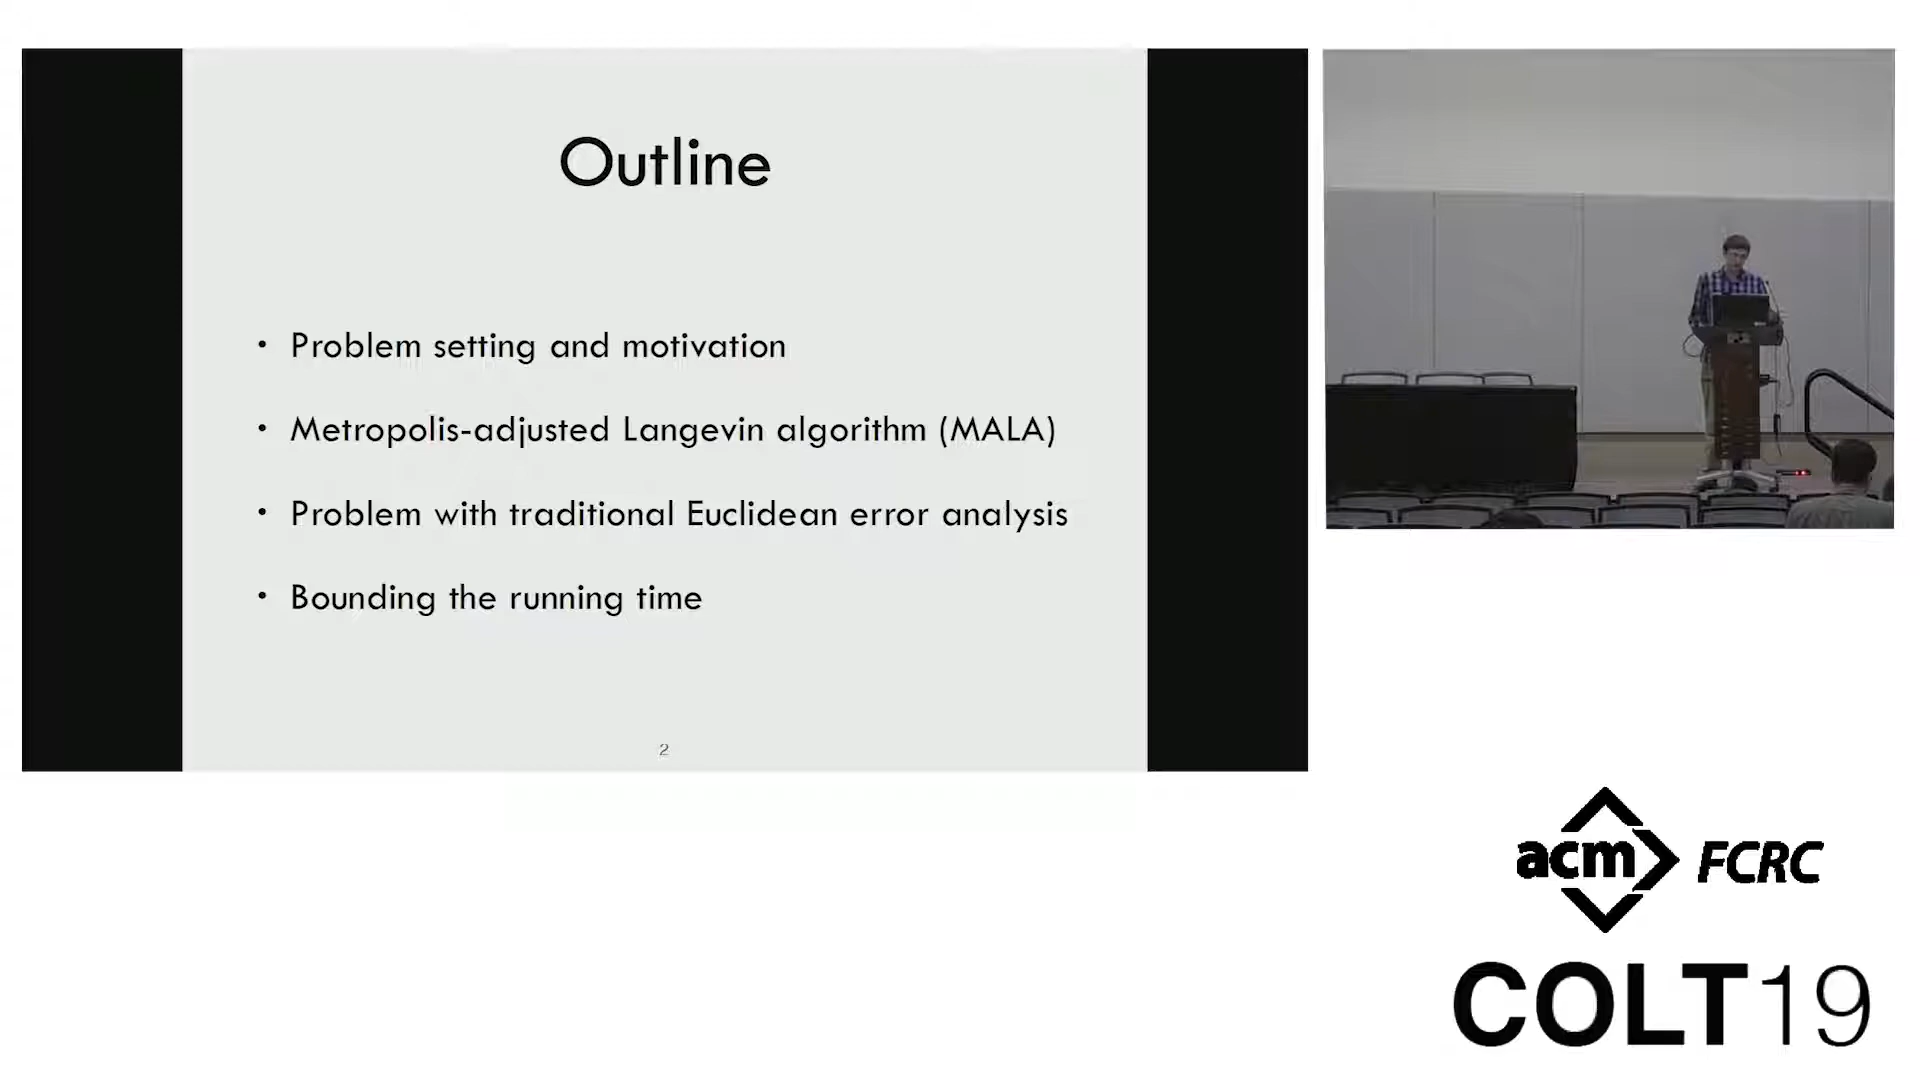 Outline
• Problem setting and motivation
• Metropolis-adjusted Langevin algorithm (MALA)
• Problem with traditional Euclidean error analysis
• Bounding the running time
2
acm FCRC
COLT19